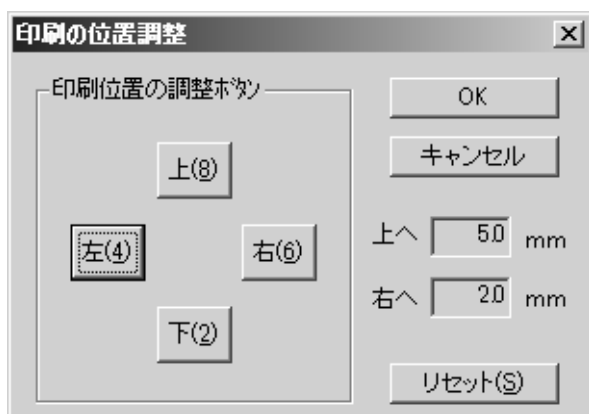 印刷の位置調整
印刷位置の調整ﾎﾞﾀﾝ
上(8)
左(4)
右(6)
下(2)
OK
キャンセル
上へ 5.0 mm
右へ 2.0 mm
リセット(S)